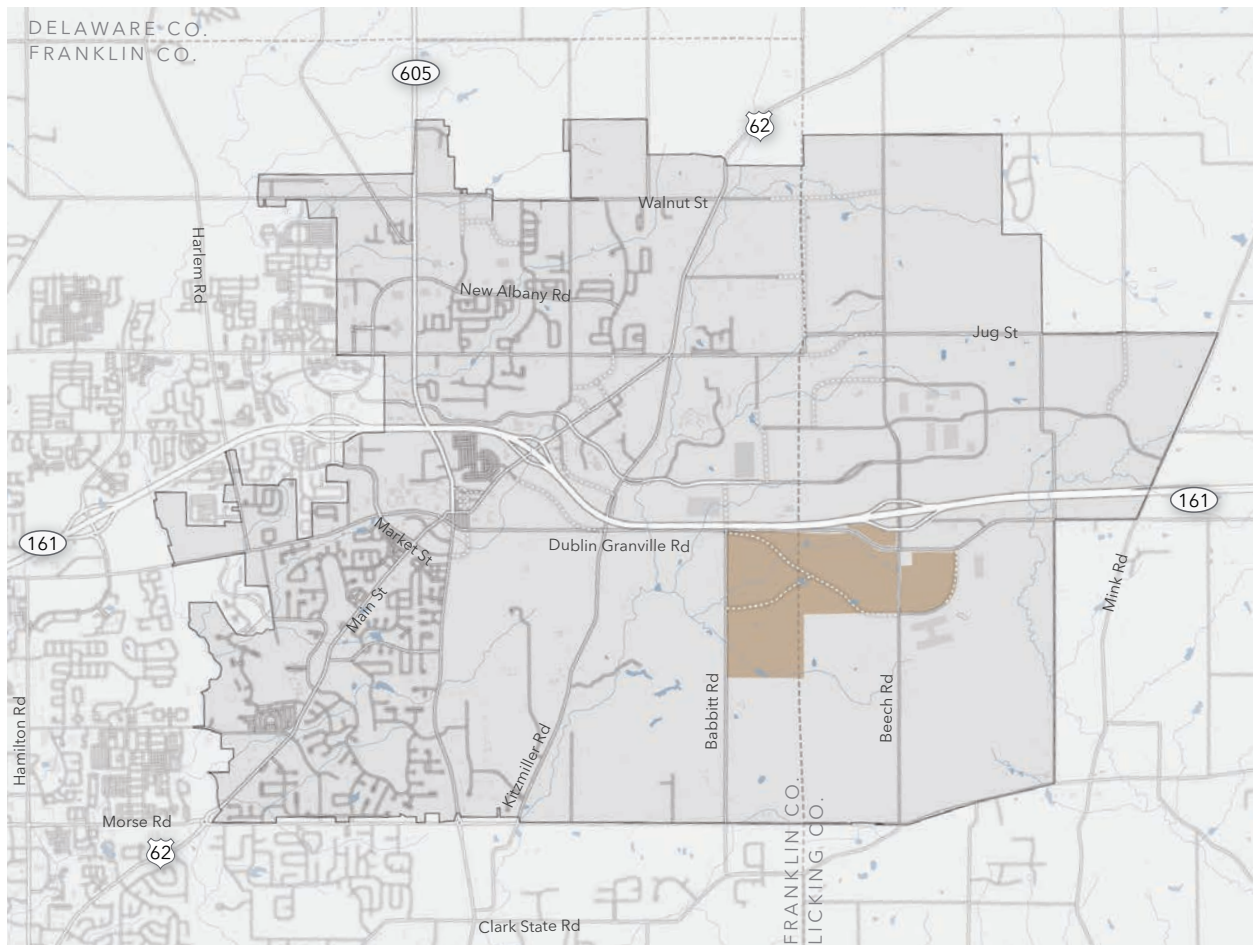 DELAWARE CO.
FRANKLIN CO.
605
62
Walnut St
Harlem Rd
New Albany Rd
Jug St
161
161
Market St
Dublin Granville Rd
Main St
Mink Rd
Hamilton Rd
Babbitt Rd
Beech Rd
Kitzmiller Rd
Morse Rd
62
FRANKLIN CO.
LICKING CO.
Clark State Rd